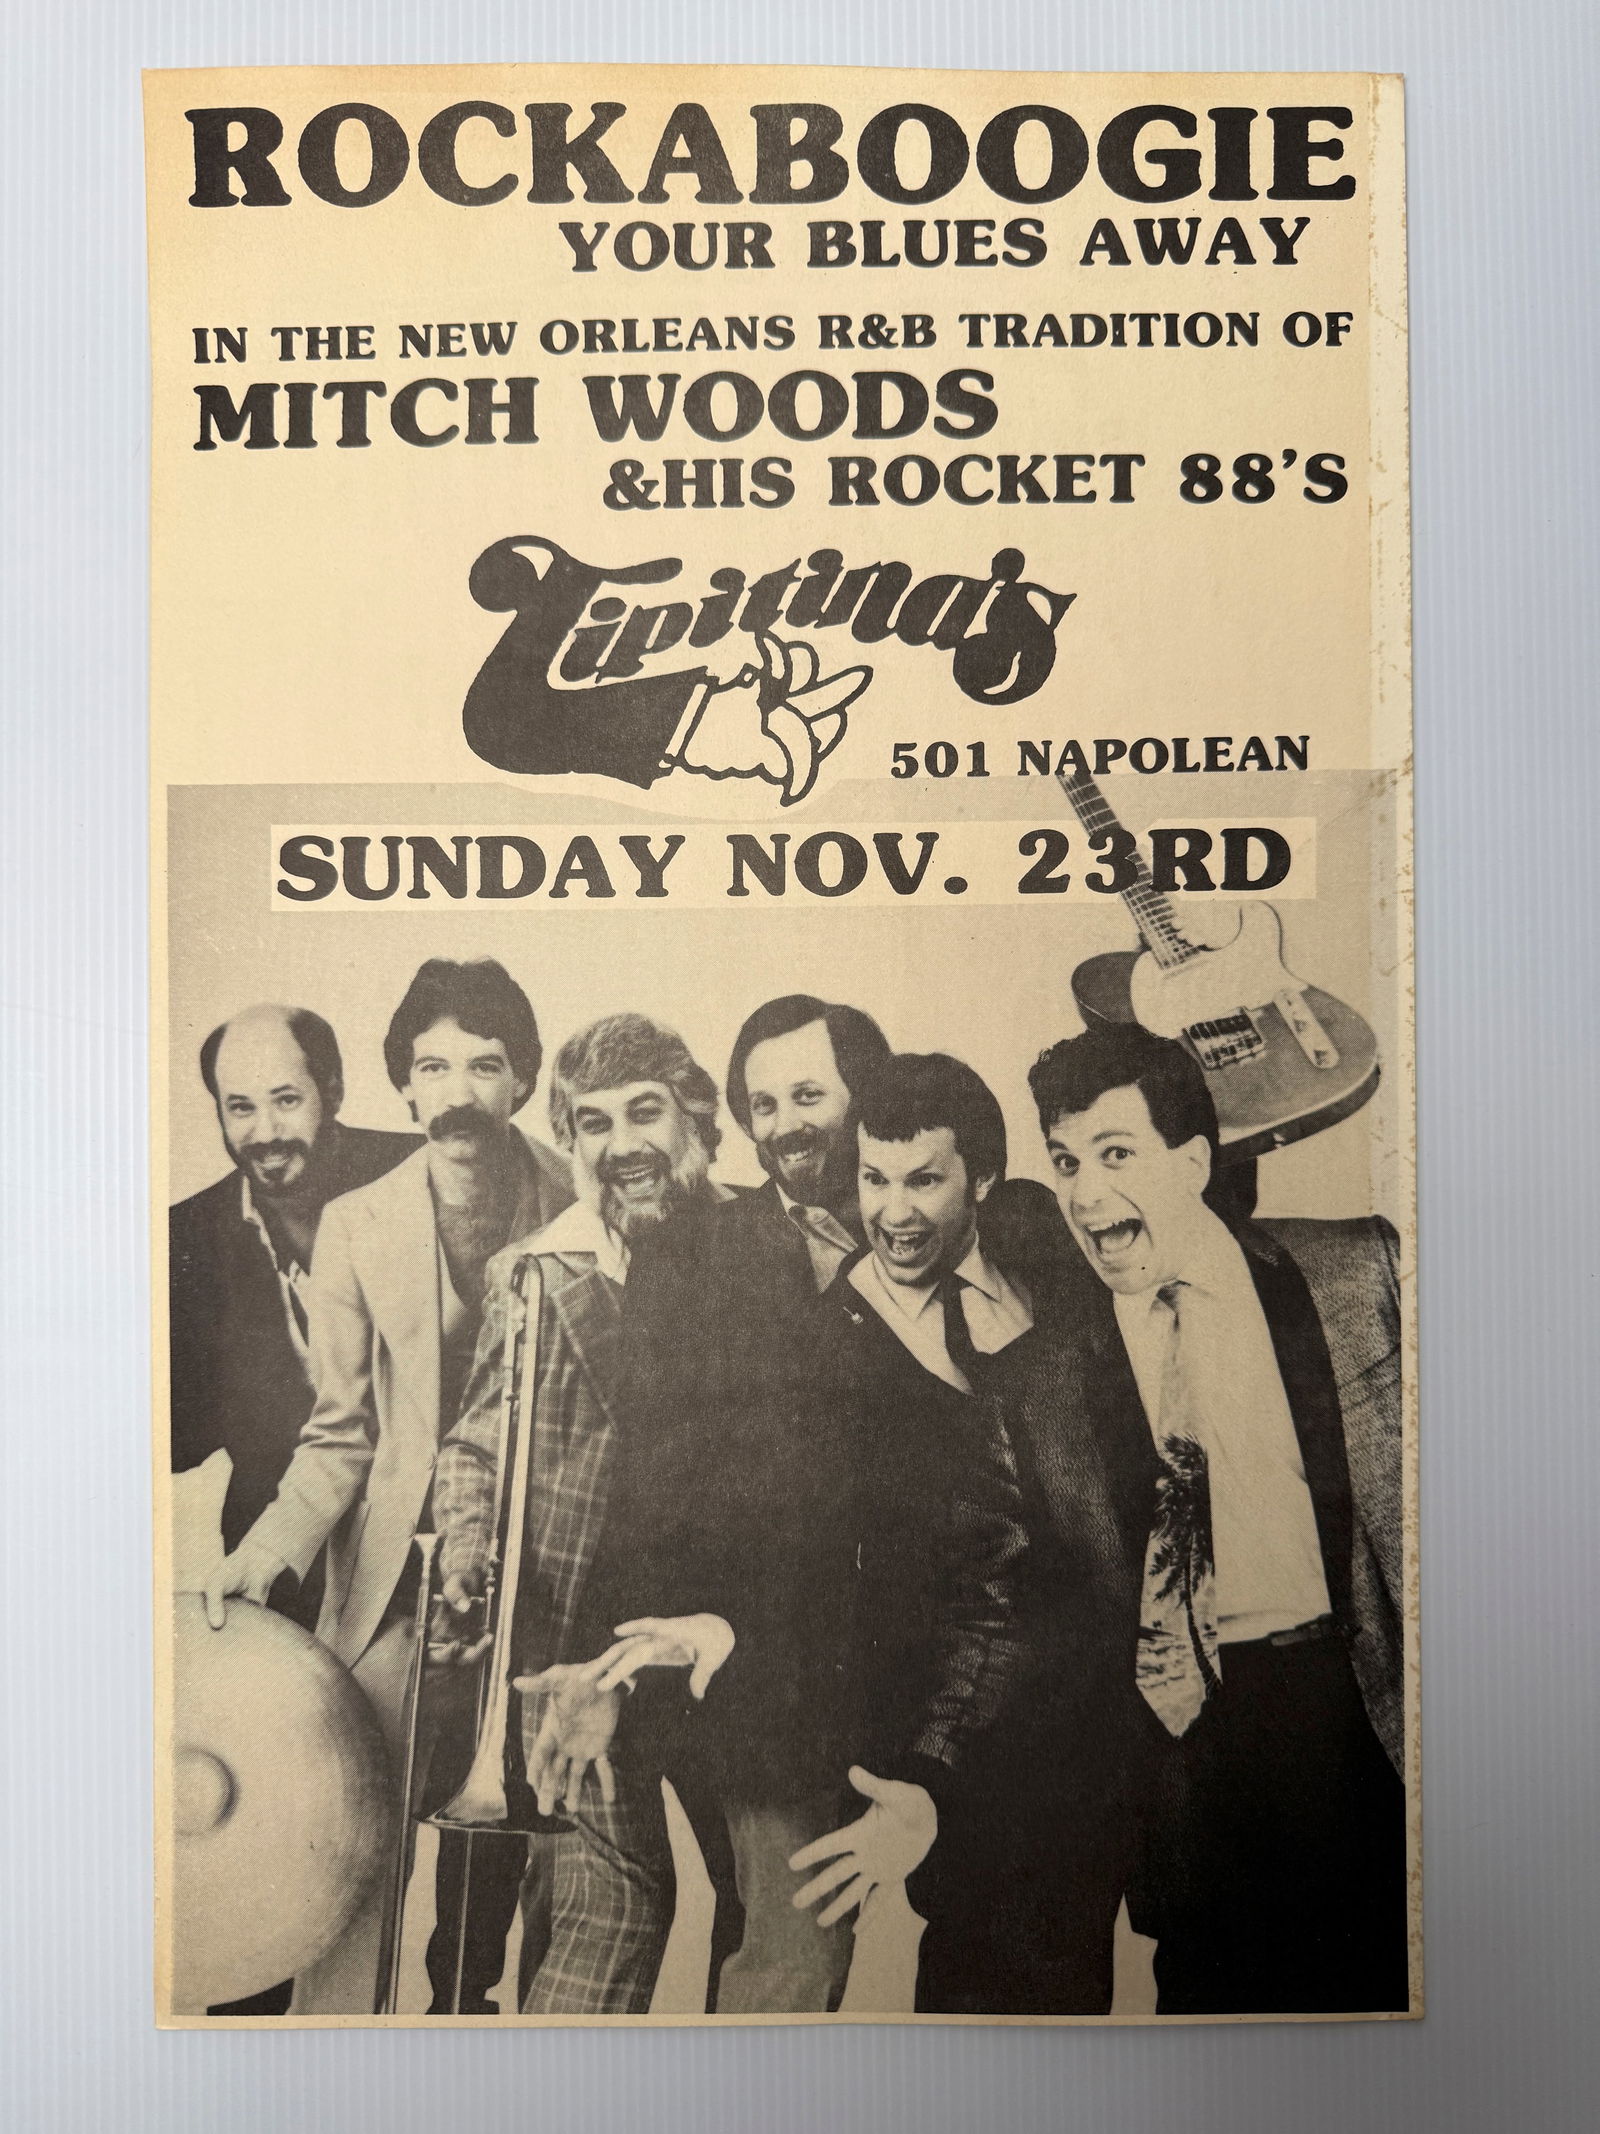 ROCKABOOGIE
YOUR BLUES AWAY
IN THE NEW ORLEANS R&B TRADITION OF
MITCH WOODS
&HIS ROCKET 88'S
Tipitina's
501 NAPOLEAN
SUNDAY NOV. 23RD